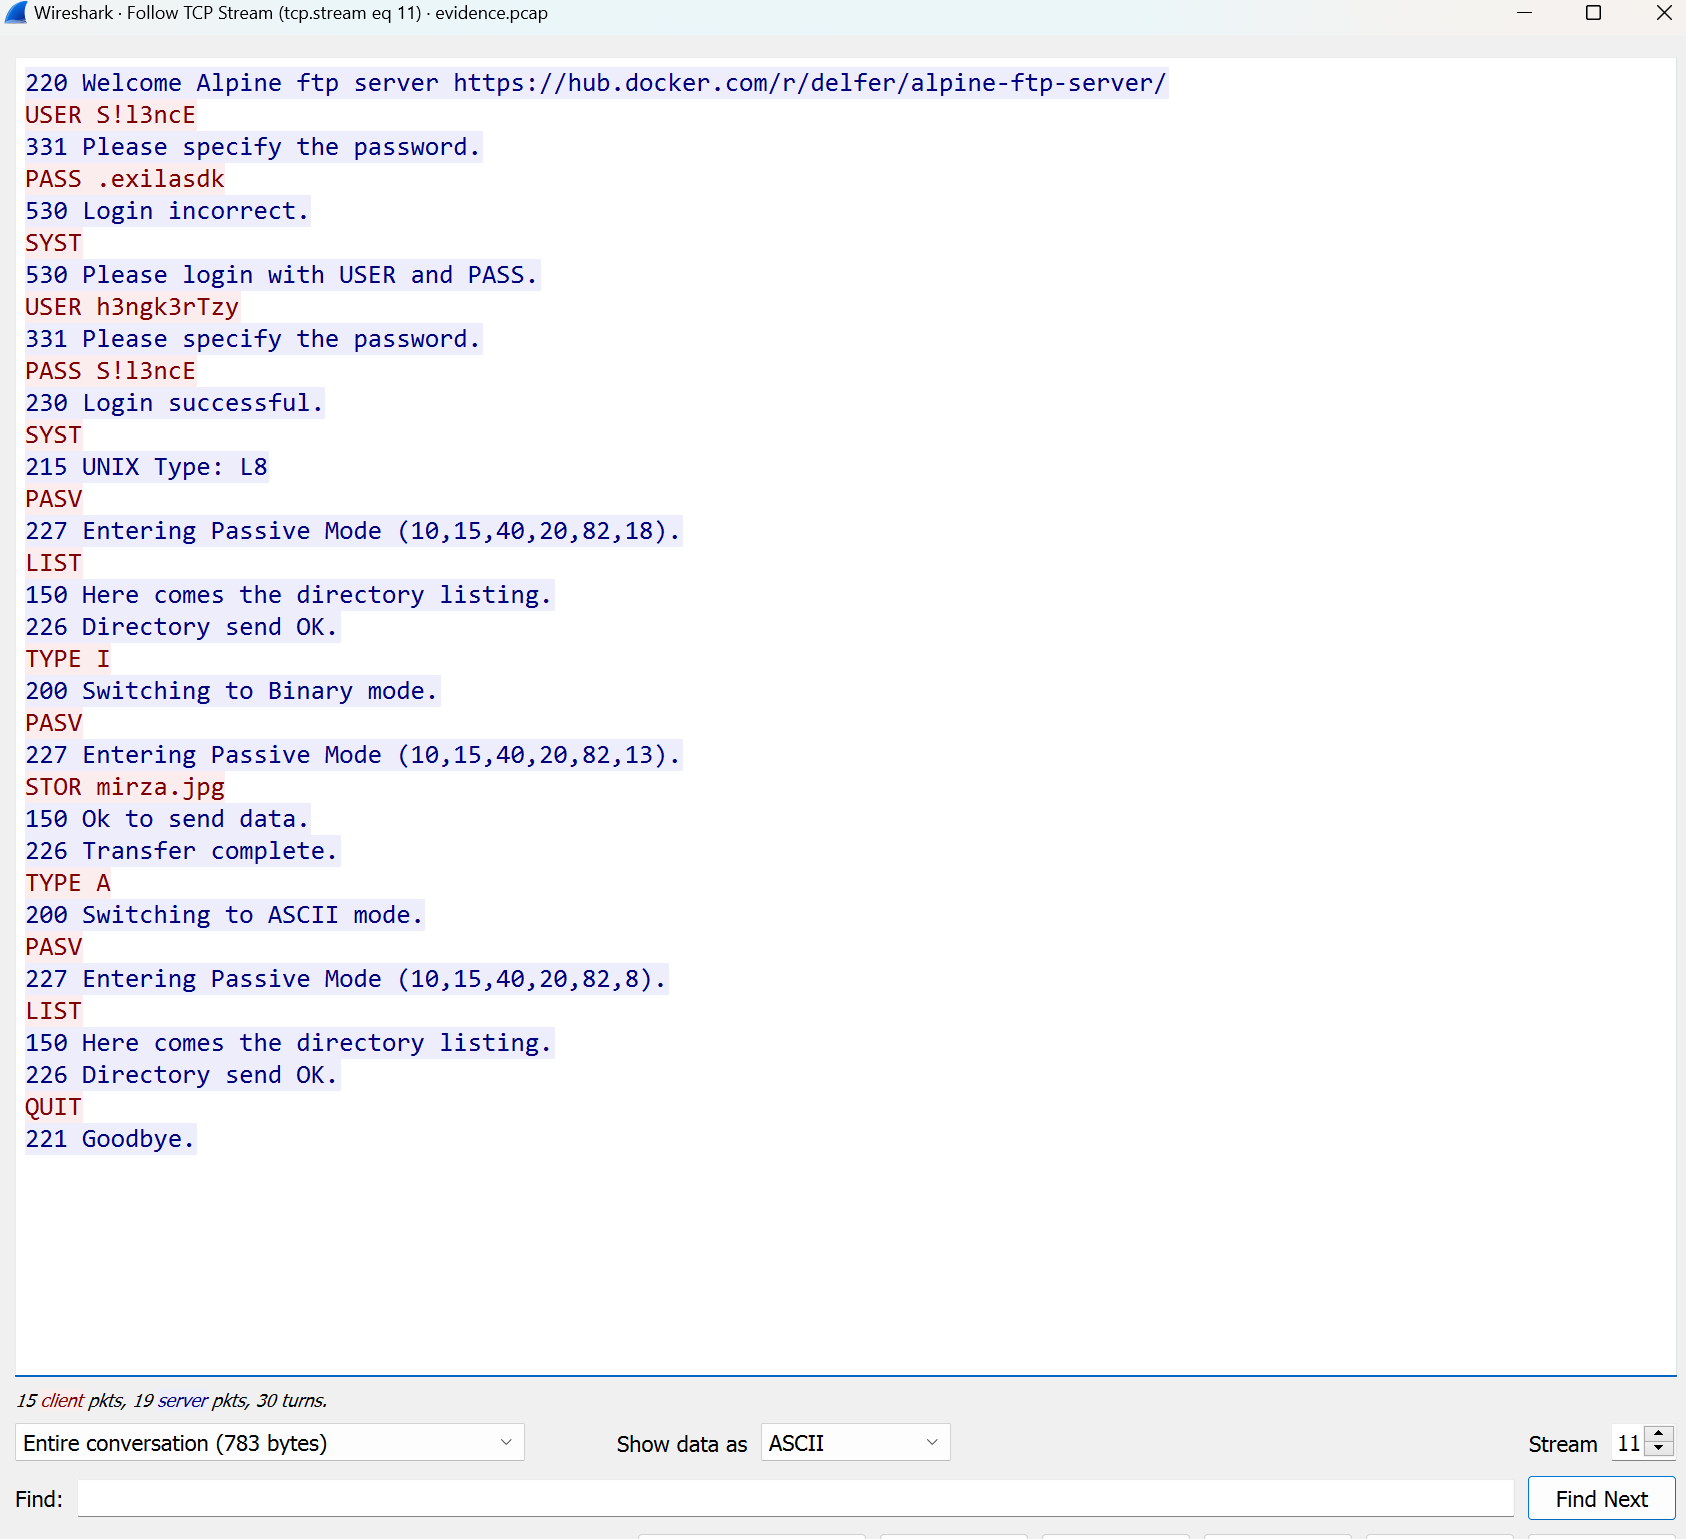 Wireshark · Follow TCP Stream (tcp.stream eq 11) · evidence.pcap
220 Welcome Alpine ftp server https://hub.docker.com/r/delfer/alpine-ftp-server/
USER S!l3ncE
331 Please specify the password.
PASS .exilasdk
530 Login incorrect.
SYST
530 Please login with USER and PASS.
USER h3ngk3rTzy
331 Please specify the password.
PASS S!l3ncE
230 Login successful.
SYST
215 UNIX Type: L8
PASV
227 Entering Passive Mode (10,15,40,20,82,18).
LIST
150 Here comes the directory listing.
226 Directory send OK.
TYPE I
200 Switching to Binary mode.
PASV
227 Entering Passive Mode (10,15,40,20,82,13).
STOR mirza.jpg
150 Ok to send data.
226 Transfer complete.
TYPE A
200 Switching to ASCII mode.
PASV
227 Entering Passive Mode (10,15,40,20,82,8).
LIST
150 Here comes the directory listing.
226 Directory send OK.
QUIT
221 Goodbye.
15 client pkts, 19 server pkts, 30 turns.
Entire conversation (783 bytes) Show data as ASCII Stream 11
Find: Find Next